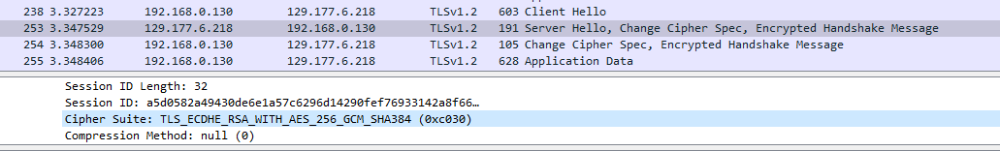 238 3.327223 192.168.0.130 129.177.6.218 TLSv1.2 603 Client Hello
253 3.347529 129.177.6.218 192.168.0.130 TLSv1.2 191 Server Hello, Change Cipher Spec, Encrypted Handshake Message
254 3.348300 192.168.0.130 129.177.6.218 TLSv1.2 105 Change Cipher Spec, Encrypted Handshake Message
255 3.348406 192.168.0.130 129.177.6.218 TLSv1.2 628 Application Data
Session ID Length: 32
Session ID: a5d0582a49430de6e1a57c6296d14290fef76933142a8f66…
Cipher Suite: TLS_ECDHE_RSA_WITH_AES_256_GCM_SHA384 (0xc030)
Compression Method: null (0)